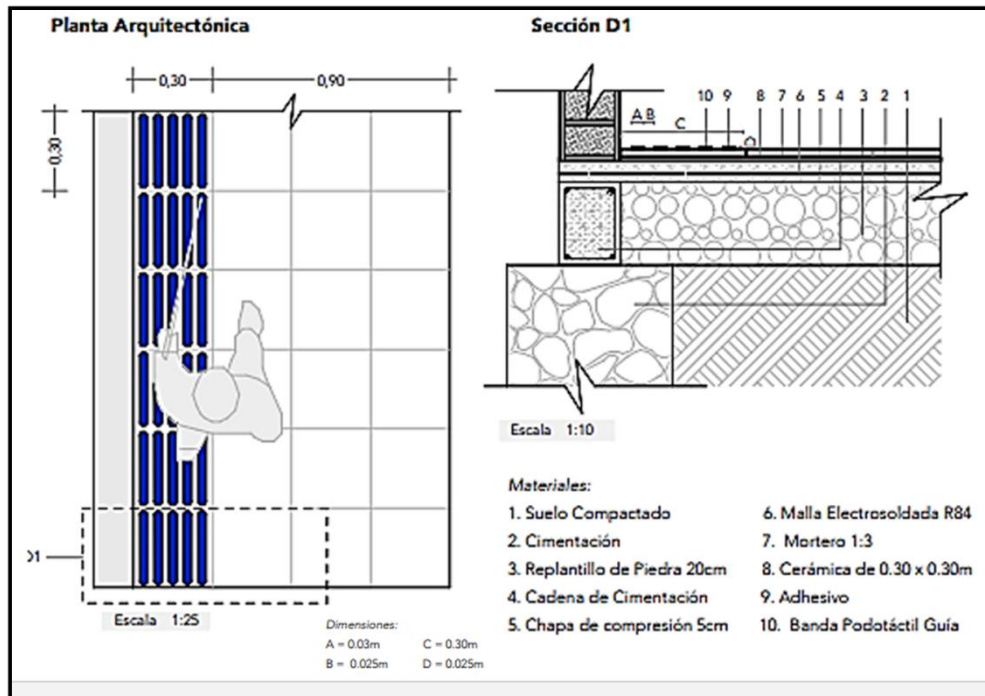 Planta Arquitectónica
Sección D1
0,30
0,90
0,30
D1
Escala 1:25
Dimensiones:
A = 0.03m
C = 0.30m
B = 0.025m
D = 0.025m
10 9 8 7 6 5 4 3 2 1
A B
C
D
Escala 1:10
Materiales:
1. Suelo Compactado
2. Cimentación
3. Replantillo de Piedra 20cm
4. Cadena de Cimentación
5. Chapa de compresión 5cm
6. Malla Electrosoldada R84
7. Mortero 1:3
8. Cerámica de 0.30 x 0.30m
9. Adhesivo
10. Banda Podotáctil Guía